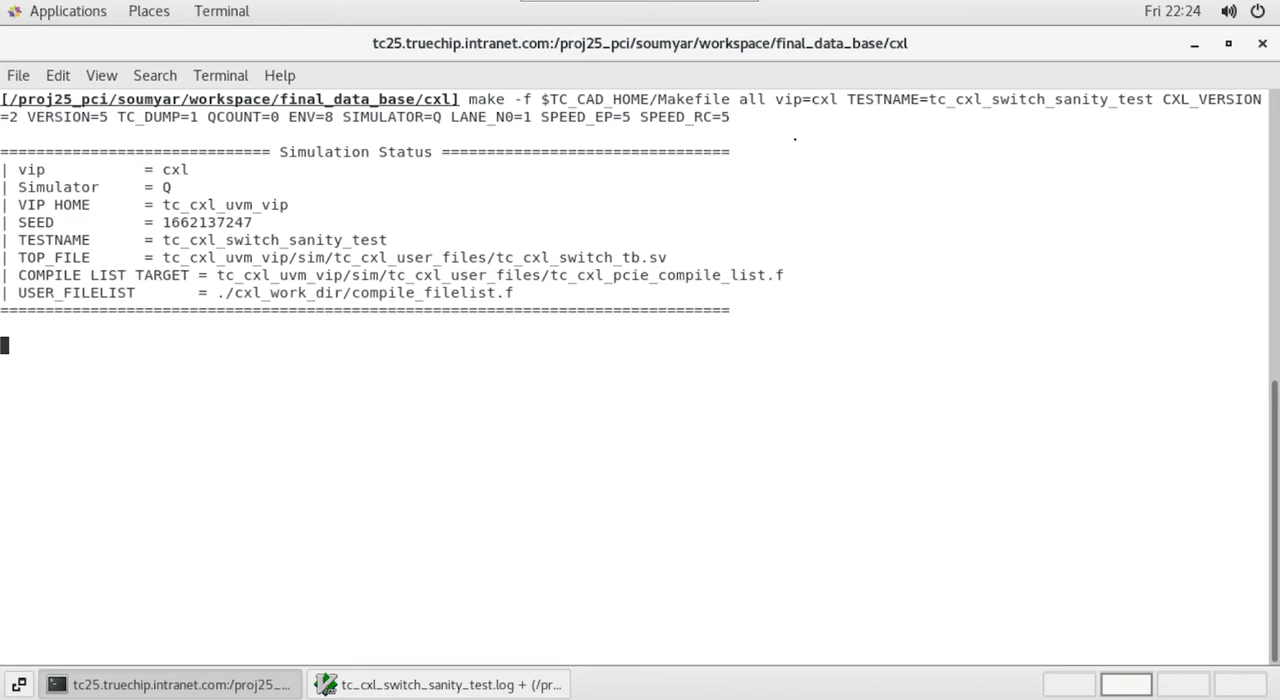 Applications Places Terminal Fri 22:24
tc25.truechip.intranet.com:/proj25_pci/soumyar/workspace/final_data_base/cxl
File Edit View Search Terminal Help
[/proj25_pci/soumyar/workspace/final_data_base/cxl] make -f $TC_CAD_HOME/Makefile all vip=cxl TESTNAME=tc_cxl_switch_sanity_test CXL_VERSION
=2 VERSION=5 TC_DUMP=1 QCOUNT=0 ENV=8 SIMULATOR=Q LANE_N0=1 SPEED_EP=5 SPEED_RC=5
============================== Simulation Status ================================
| vip = cxl
| Simulator = Q
| VIP HOME = tc_cxl_uvm_vip
| SEED = 1662137247
| TESTNAME = tc_cxl_switch_sanity_test
| TOP_FILE = tc_cxl_uvm_vip/sim/tc_cxl_user_files/tc_cxl_switch_tb.sv
| COMPILE LIST TARGET = tc_cxl_uvm_vip/sim/tc_cxl_user_files/tc_cxl_pcie_compile_list.f
| USER_FILELIST = ./cxl_work_dir/compile_filelist.f
=================================================================================
tc25.truechip.intranet.com:/proj25_... tc_cxl_switch_sanity_test.log + (/pr...